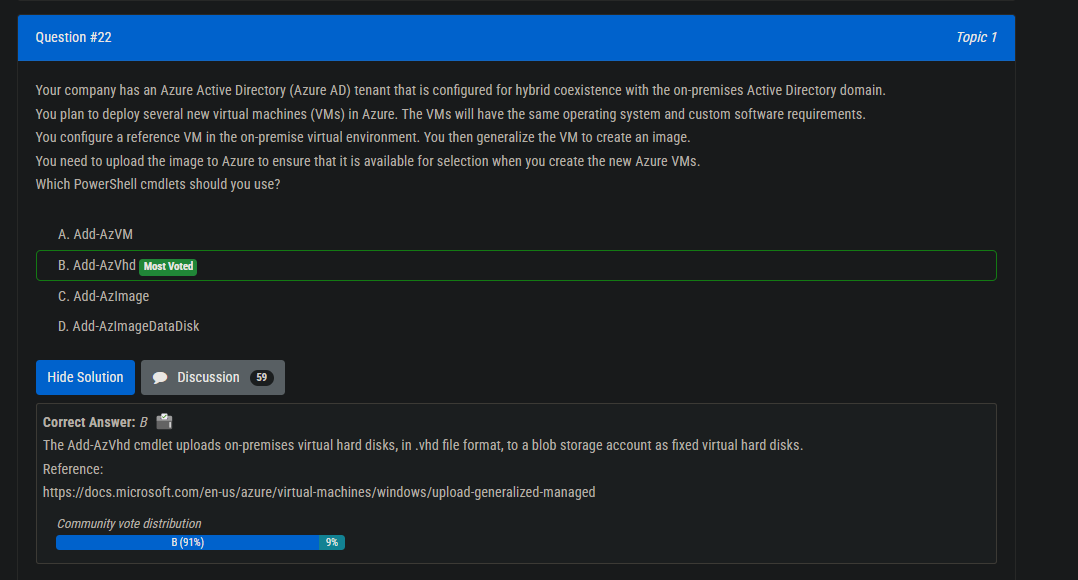 Question #22
Topic 1
Your company has an Azure Active Directory (Azure AD) tenant that is configured for hybrid coexistence with the on-premises Active Directory domain.
You plan to deploy several new virtual machines (VMs) in Azure. The VMs will have the same operating system and custom software requirements.
You configure a reference VM in the on-premise virtual environment. You then generalize the VM to create an image.
You need to upload the image to Azure to ensure that it is available for selection when you create the new Azure VMs.
Which PowerShell cmdlets should you use?
A. Add-AzVM
B. Add-AzVhd Most Voted
C. Add-AzImage
D. Add-AzImageDataDisk
Hide Solution
Discussion 59
Correct Answer: B
The Add-AzVhd cmdlet uploads on-premises virtual hard disks, in .vhd file format, to a blob storage account as fixed virtual hard disks.
Reference:
https://docs.microsoft.com/en-us/azure/virtual-machines/windows/upload-generalized-managed
Community vote distribution
B (91%) 9%